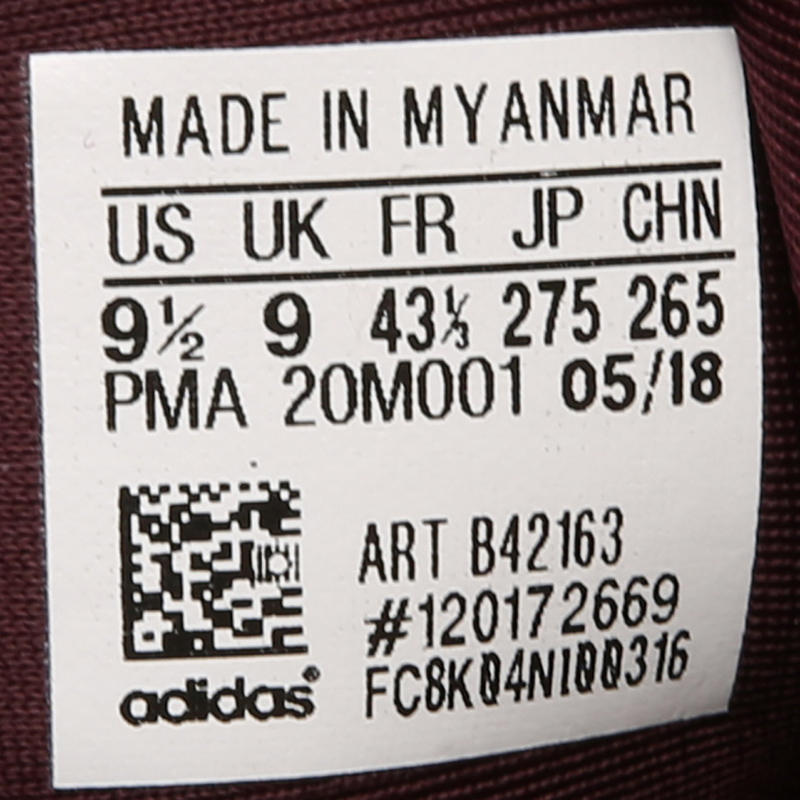 MADE IN MYANMAR
US UK FR JP CHN
9½ 9 43⅓ 275 265
PMA 20M001 05/18
ART B42163
#120172669
FC8K04N100316
adidas®